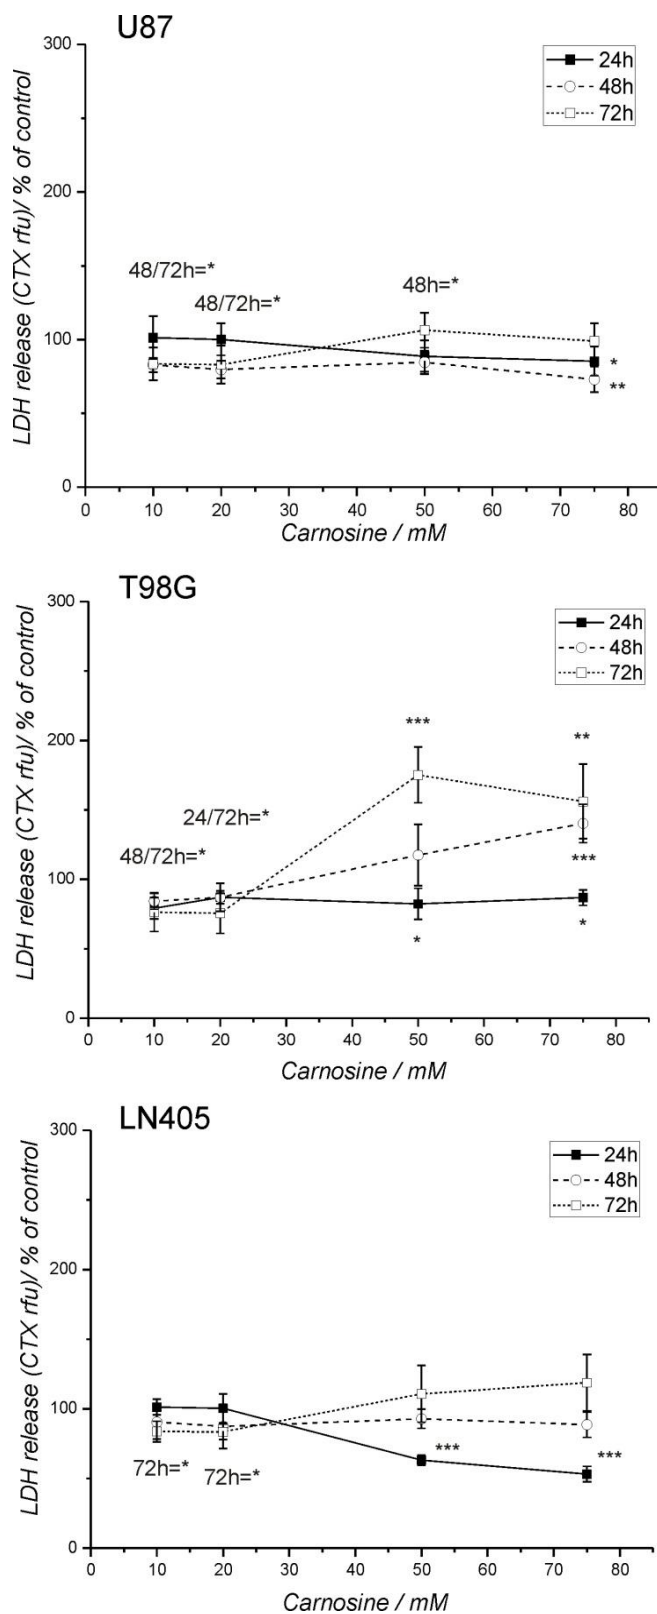 U87
300
200
100
0
LDH release (CTX rfu)/ % of control
24h
48h
72h
48/72h=*
48/72h=*
48h=*
*
**
0 10 20 30 40 50 60 70 80
Carnosine / mM
T98G
300
200
100
0
LDH release (CTX rfu)/ % of control
24h
48h
72h
***
**
24/72h=*
48/72h=*
***
*
*
0 10 20 30 40 50 60 70 80
Carnosine / mM
LN405
300
200
100
0
LDH release (CTX rfu)/ % of control
24h
48h
72h
72h=*
72h=*
***
***
0 10 20 30 40 50 60 70 80
Carnosine / mM